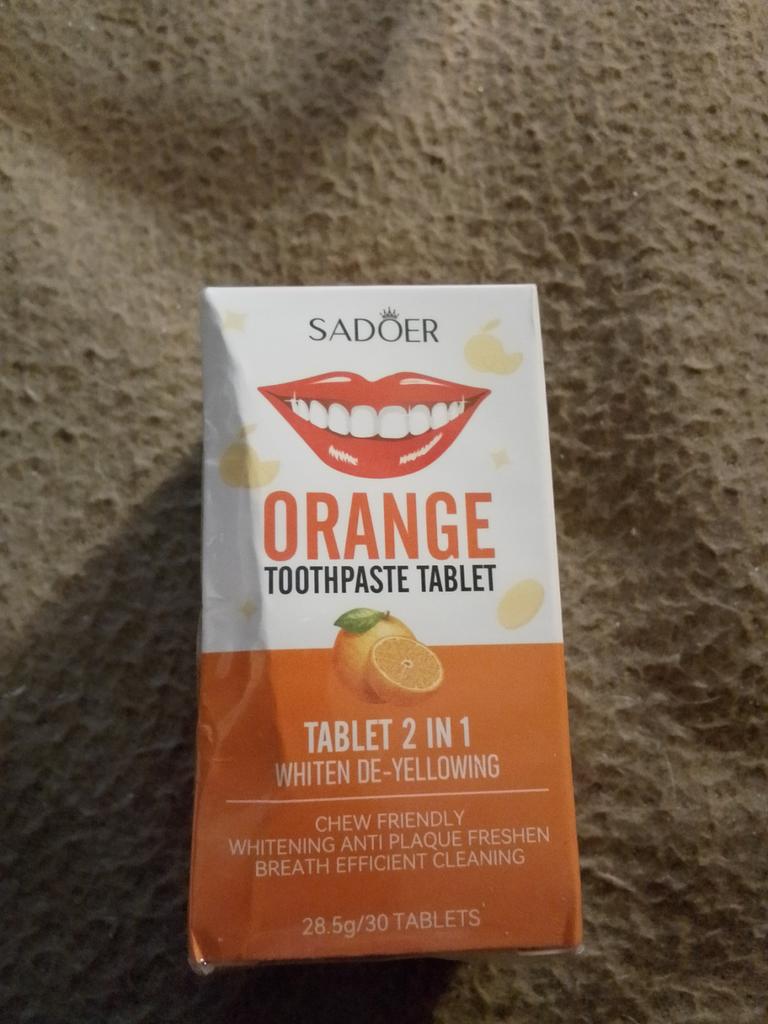 SADOER
ORANGE
TOOTHPASTE TABLET
TABLET 2 IN 1
WHITEN DE-YELLOWING
CHEW FRIENDLY
WHITENING ANTI PLAQUE FRESHEN
BREATH EFFICIENT CLEANING
28.5g/30 TABLETS